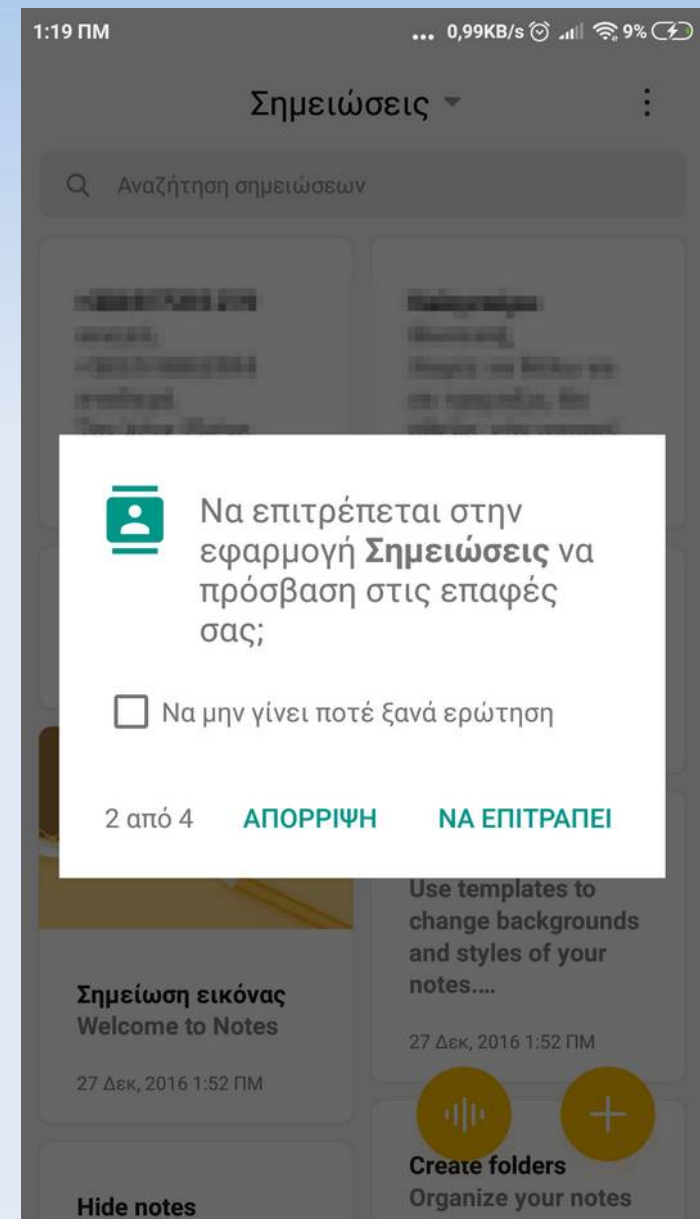 1:19 ΠΜ
... 0,99KB/s 9%
Σημειώσεις
Αναζήτηση σημειώσεων
Να επιτρέπεται στην
εφαρμογή Σημειώσεις να
πρόσβαση στις επαφές
σας;
Να μην γίνει ποτέ ξανά ερώτηση
2 από 4 ΑΠΟΡΡΙΨΗ ΝΑ ΕΠΙΤΡΑΠΕΙ
Σημείωση εικόνας
Welcome to Notes
27 Δεκ, 2016 1:52 ΠΜ
Hide notes
Use templates to
change backgrounds
and styles of your
notes....
27 Δεκ, 2016 1:52 ΠΜ
Create folders
Organize your notes